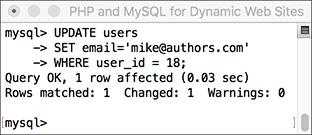 PHP and MySQL for Dynamic Web Sites
mysql> UPDATE users
-> SET email='mike@authors.com'
-> WHERE user_id = 18;
Query OK, 1 row affected (0.03 sec)
Rows matched: 1  Changed: 1  Warnings: 0
mysql>